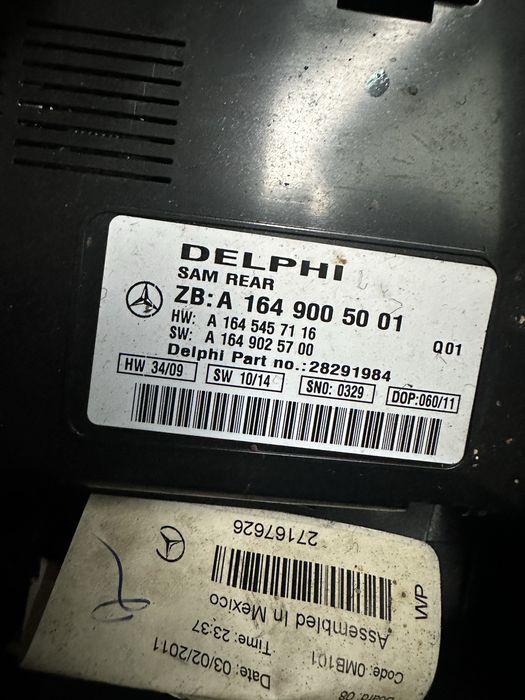 DELPHI
SAM REAR
ZB: A 164 900 50 01
Q01
HW: A 164 545 71 16
SW: A 164 902 57 00
Delphi Part no.:28291984
HW 34/09
SW 10/14
SNO: 0329
DOP:060/11
27167626
WP
Assembled In Mexico
Time: 23:37
Date: 03/02/2011
Code: 0MB101
Board: 08